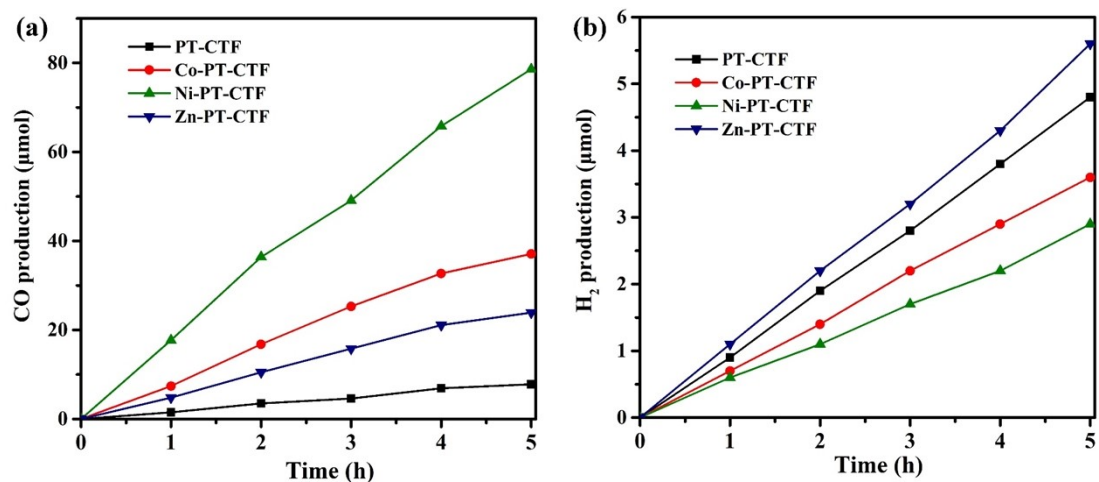 (a)
PT-CTF
Co-PT-CTF
Ni-PT-CTF
Zn-PT-CTF
CO production (μmol)
80
60
40
20
0
0 1 2 3 4 5
Time (h)
(b)
PT-CTF
Co-PT-CTF
Ni-PT-CTF
Zn-PT-CTF
H₂ production (μmol)
6
5
4
3
2
1
0
0 1 2 3 4 5
Time (h)